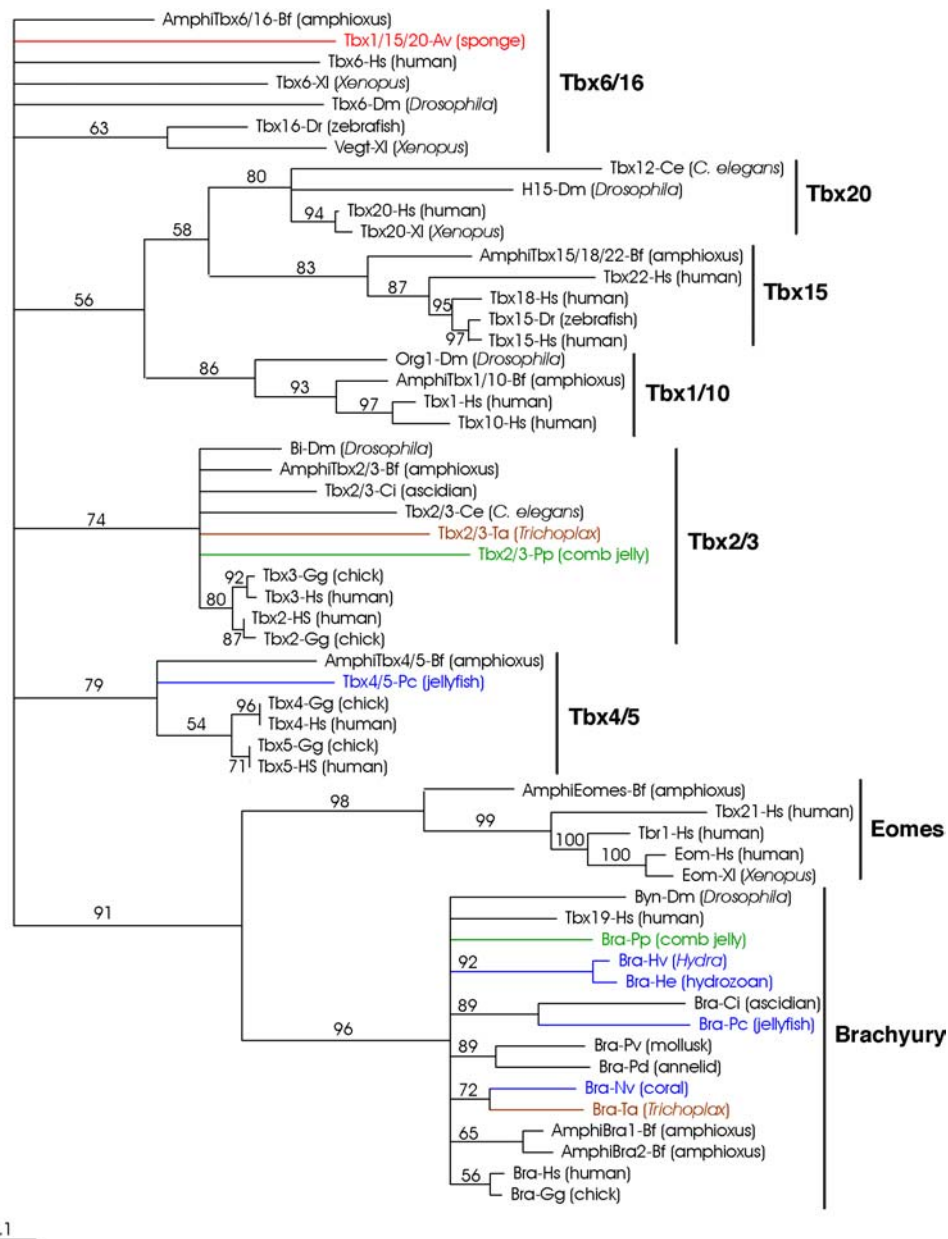 AmphiTbx6/16-Bf (amphioxus)
Tbx1/15/20-Av (sponge)
Tbx6-Hs (human)
Tbx6-Xl (Xenopus)
Tbx6-Dm (Drosophila)
63
Tbx16-Dr (zebrafish)
Vegt-Xl (Xenopus)
Tbx6/16
80
Tbx12-Ce (C. elegans)
H15-Dm (Drosophila)
94
Tbx20-Hs (human)
Tbx20-Xl (Xenopus)
Tbx20
58
83
AmphiTbx15/18/22-Bf (amphioxus)
87
Tbx22-Hs (human)
95
Tbx18-Hs (human)
Tbx15-Dr (zebrafish)
97
Tbx15-Hs (human)
Tbx15
56
86
Org1-Dm (Drosophila)
93
AmphiTbx1/10-Bf (amphioxus)
97
Tbx1-Hs (human)
Tbx10-Hs (human)
Tbx1/10
74
Bi-Dm (Drosophila)
AmphiTbx2/3-Bf (amphioxus)
Tbx2/3-Ci (ascidian)
Tbx2/3-Ce (C. elegans)
Tbx2/3-Ta (Trichoplax)
Tbx2/3-Pp (comb jelly)
80
92
Tbx3-Gg (chick)
Tbx3-Hs (human)
Tbx2-HS (human)
87
Tbx2-Gg (chick)
Tbx2/3
79
AmphiTbx4/5-Bf (amphioxus)
Tbx4/5-Pc (jellyfish)
54
96
Tbx4-Gg (chick)
Tbx4-Hs (human)
Tbx5-Gg (chick)
71
Tbx5-HS (human)
Tbx4/5
91
98
AmphiEomes-Bf (amphioxus)
99
Tbx21-Hs (human)
100
Tbr1-Hs (human)
100
Eom-Hs (human)
Eom-Xl (Xenopus)
Eomes
96
Byn-Dm (Drosophila)
Tbx19-Hs (human)
Bra-Pp (comb jelly)
92
Bra-Hv (Hydra)
Bra-He (hydrozoan)
89
Bra-Ci (ascidian)
Bra-Pc (jellyfish)
89
Bra-Pv (mollusk)
Bra-Pd (annelid)
72
Bra-Nv (coral)
Bra-Ta (Trichoplax)
65
AmphiBra1-Bf (amphioxus)
AmphiBra2-Bf (amphioxus)
56
Bra-Hs (human)
Bra-Gg (chick)
Brachyury
.1